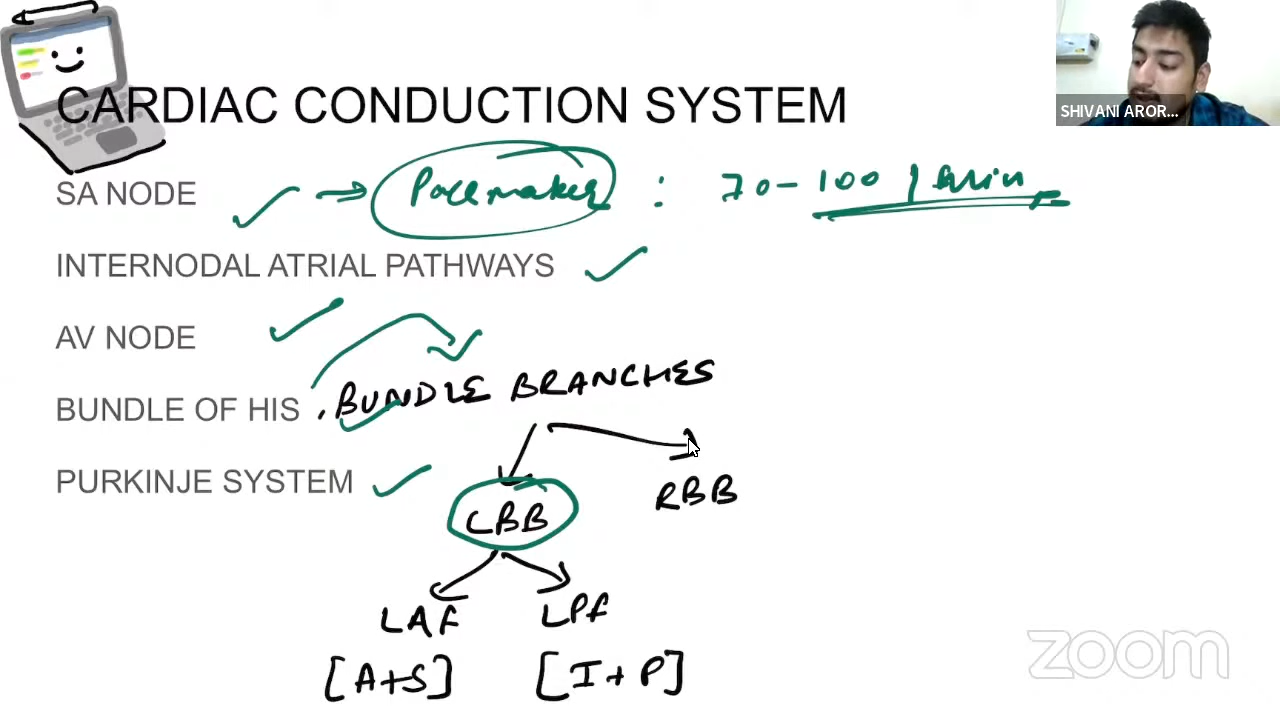 SHIVANI AROR...
CARDIAC CONDUCTION SYSTEM
SA NODE → Pacemaker : 70-100 / min
INTERNODAL ATRIAL PATHWAYS
AV NODE
BUNDLE OF HIS . BUNDLE BRANCHES
PURKINJE SYSTEM
LBB RBB
LAF LPF
[A+S] [I+P]
zoom